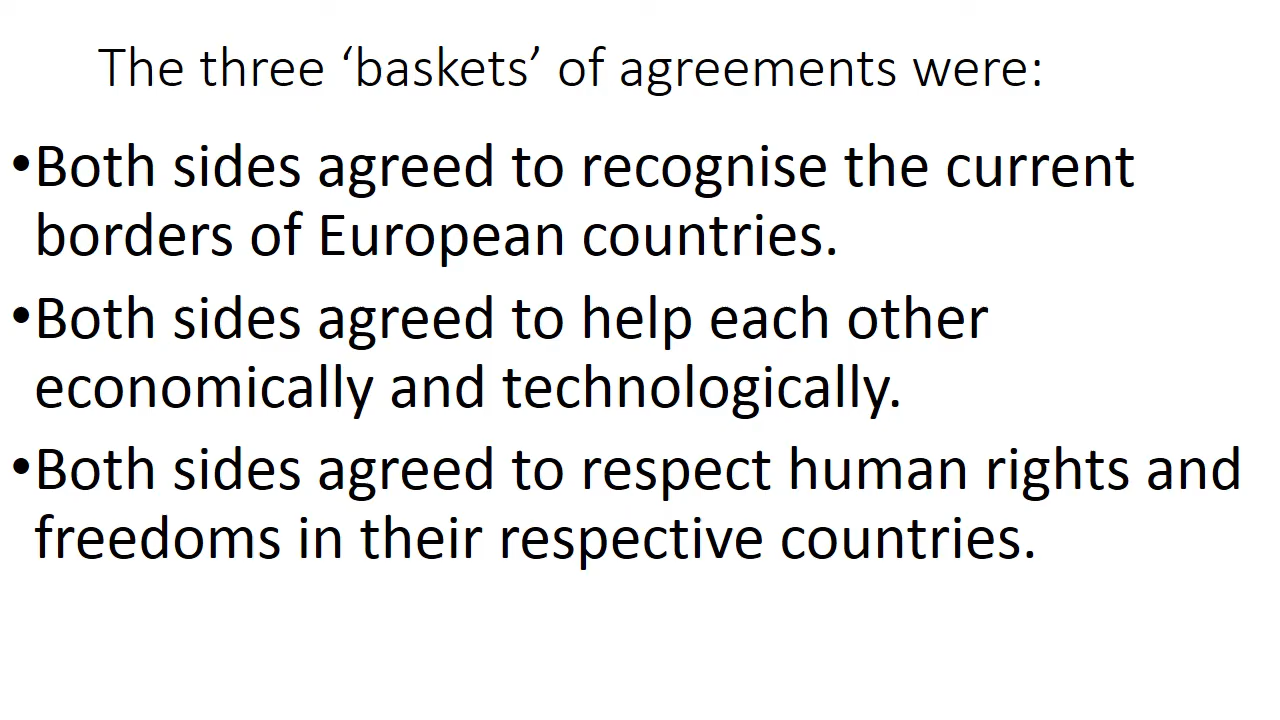 The three ‘baskets’ of agreements were:
•Both sides agreed to recognise the current
borders of European countries.
•Both sides agreed to help each other
economically and technologically.
•Both sides agreed to respect human rights and
freedoms in their respective countries.